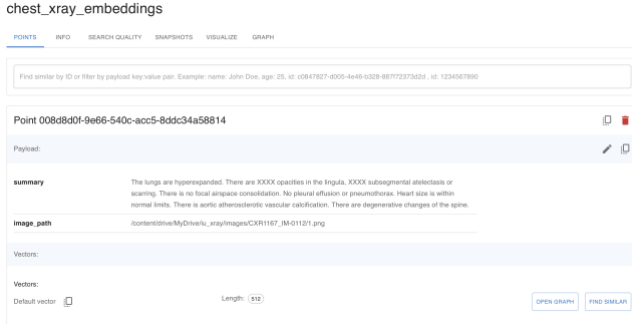 chest_xray_embeddings
POINTS INFO SEARCH QUALITY SNAPSHOTS VISUALIZE GRAPH
Find similar by ID or filter by payload key:value pair. Example: name: John Doe, age: 25, id: c0847827-d005-4e46-b328-887f72373d2d , id: 1234567890
Point 008d8d0f-9e66-540c-acc5-8ddc34a58814
Payload:
summary The lungs are hyperexpanded. There are XXXX opacities in the lingula, XXXX subsegmental atelectasis or
scarring. There is no focal airspace consolidation. No pleural effusion or pneumothorax. Heart size is within
normal limits. There is aortic atherosclerotic vascular calcification. There are degenerative changes of the spine.
image_path /content/drive/MyDrive/iu_xray/images/CXR1167_IM-0112/1.png
Vectors:
Vectors:
Default vector Length: 512 OPEN GRAPH FIND SIMILAR